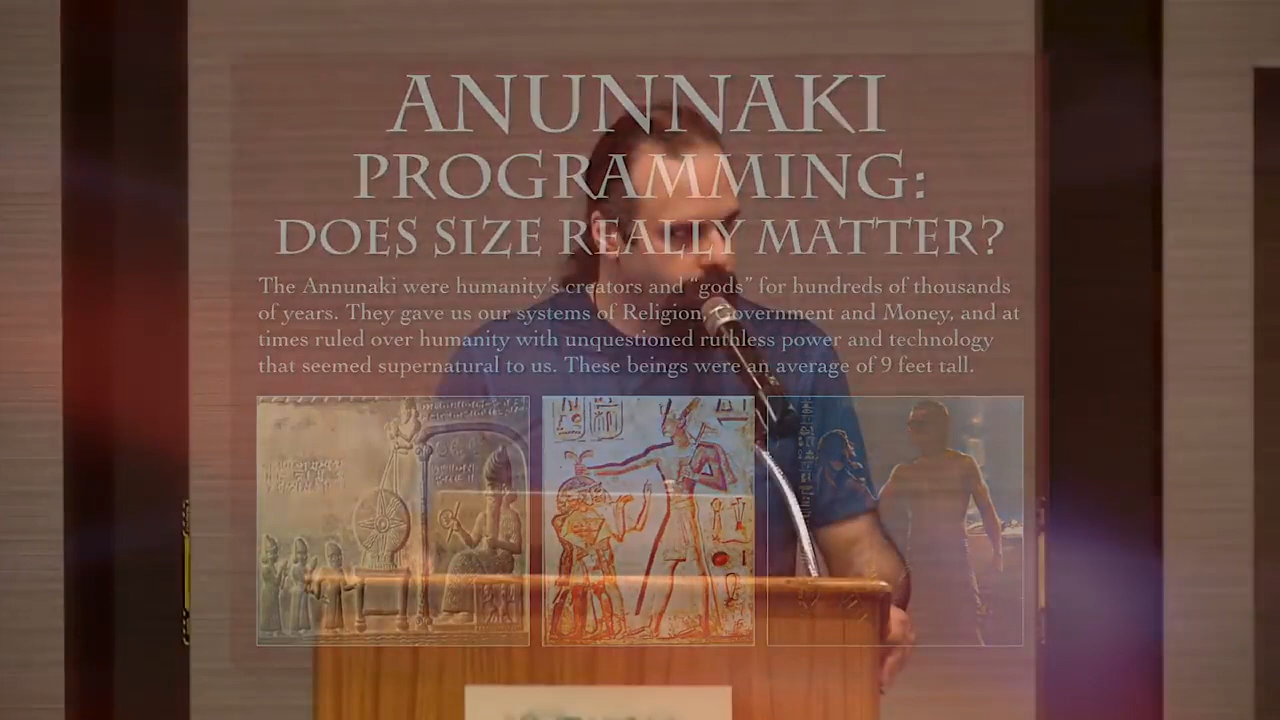 ANUNNAKI
PROGRAMMING:
DOES SIZE REALLY MATTER?
The Annunaki were humanity's creators and “gods” for hundreds of thousands
of years. They gave us our systems of Religion, Government and Money, and at
times ruled over humanity with unquestioned ruthless power and technology
that seemed supernatural to us. These beings were an average of 9 feet tall.